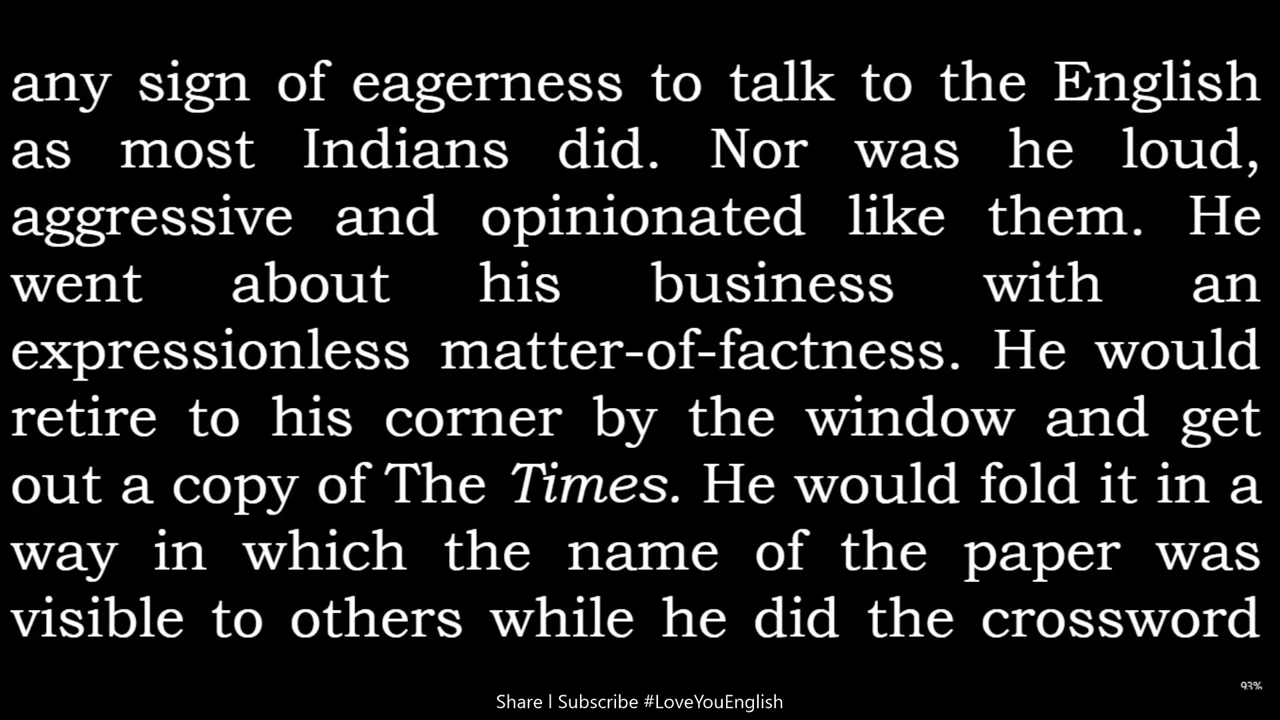 any sign of eagerness to talk to the English
as most Indians did. Nor was he loud,
aggressive and opinionated like them. He
went about his business with an
expressionless matter-of-factness. He would
retire to his corner by the window and get
out a copy of The Times. He would fold it in a
way in which the name of the paper was
visible to others while he did the crossword
93%
Share | Subscribe #LoveYouEnglish